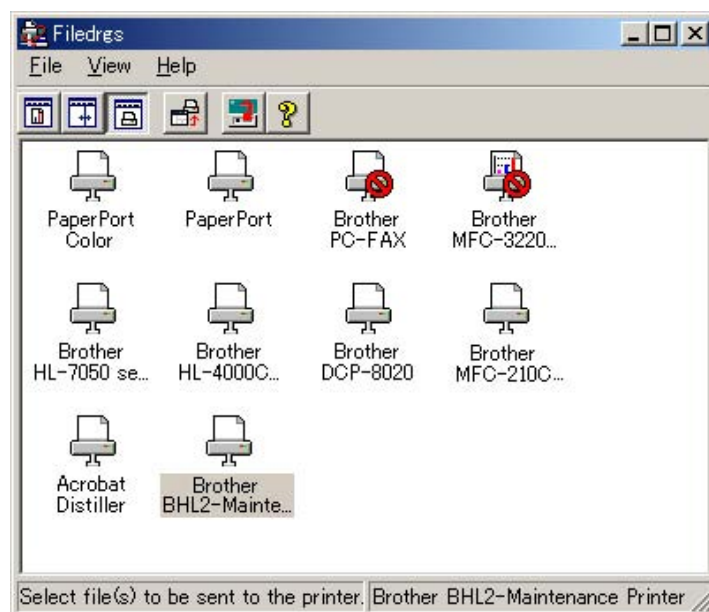 Filedrgs
File View Help
PaperPort
Color
PaperPort
Brother
PC-FAX
Brother
MFC-3220...
Brother
HL-7050 se...
Brother
HL-4000C...
Brother
DCP-8020
Brother
MFC-210C...
Acrobat
Distiller
Brother
BHL2-Mainte...
Select file(s) to be sent to the printer. Brother BHL2-Maintenance Printer